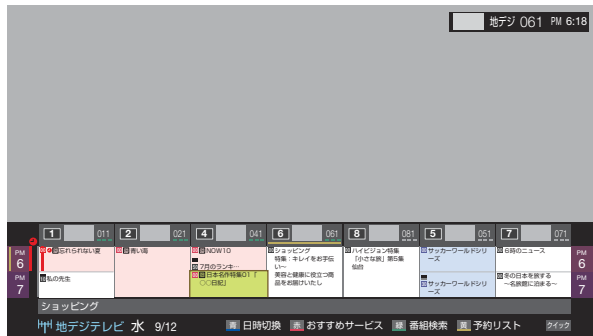 地デジ 061 PM 6:18
1 011 2 021 4 041 6 061 8 081 5 051 7 071
PM 6
PM 7
忘れられない夏
私の先生
青い海
NOW10
7月のランキ…
日本名作特集01『
○○日記』
ショッピング
特集：キレイをお手伝
い～
美容と健康に役立つ商
品をお届けいたし
ハイビジョン特集
「小さな旅」第5集
仙台
サッカーワールドシリ
ーズ
サッカーワールドシリ
ーズ
6時のニュース
冬の日本を旅する
～名旅館に泊まる～
PM 6
PM 7
ショッピング
地デジテレビ 水 9/12 青 日時切換 赤 おすすめサービス 緑 番組検索 黄 予約リスト クイック